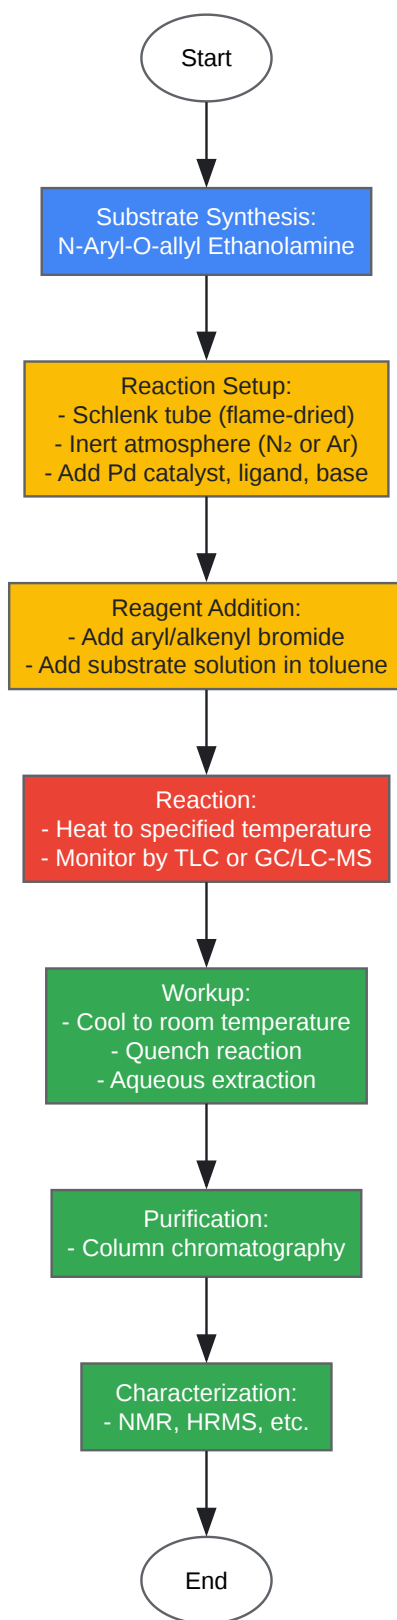 Start
Substrate Synthesis:
N-Aryl-O-allyl Ethanolamine
Reaction Setup:
- Schlenk tube (flame-dried)
- Inert atmosphere (N₂ or Ar)
- Add Pd catalyst, ligand, base
Reagent Addition:
- Add aryl/alkenyl bromide
- Add substrate solution in toluene
Reaction:
- Heat to specified temperature
- Monitor by TLC or GC/LC-MS
Workup:
- Cool to room temperature
- Quench reaction
- Aqueous extraction
Purification:
- Column chromatography
Characterization:
- NMR, HRMS, etc.
End